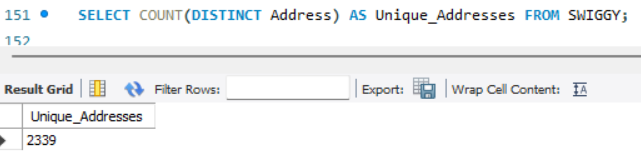 151 SELECT COUNT(DISTINCT Address) AS Unique_Addresses FROM SWIGGY;
152
Result Grid Filter Rows: Export: Wrap Cell Content: IA
Unique_Addresses
2339